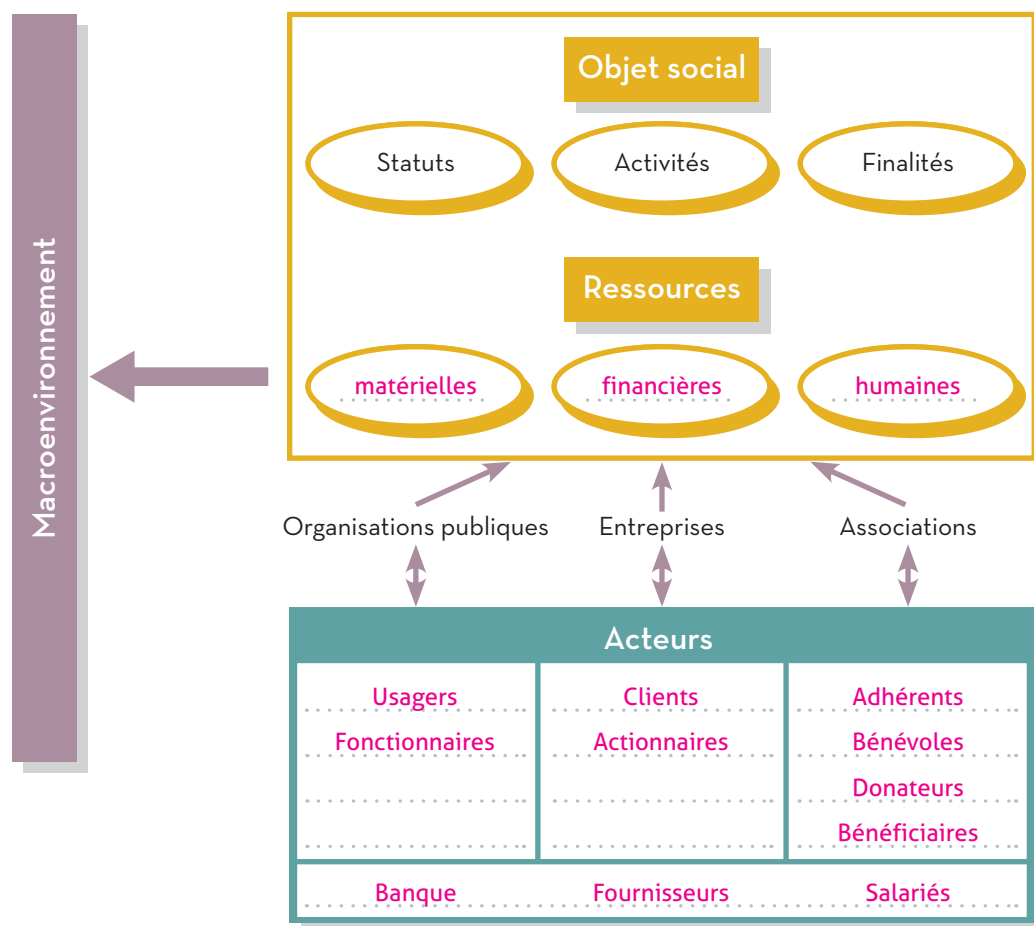 Macroenvironnement
Objet social
Statuts Activités Finalités
Ressources
matérielles financières humaines
Organisations publiques Entreprises Associations
Acteurs
Usagers Clients Adhérents
Fonctionnaires Actionnaires Bénévoles
Donateurs
Bénéficiaires
Banque Fournisseurs Salariés